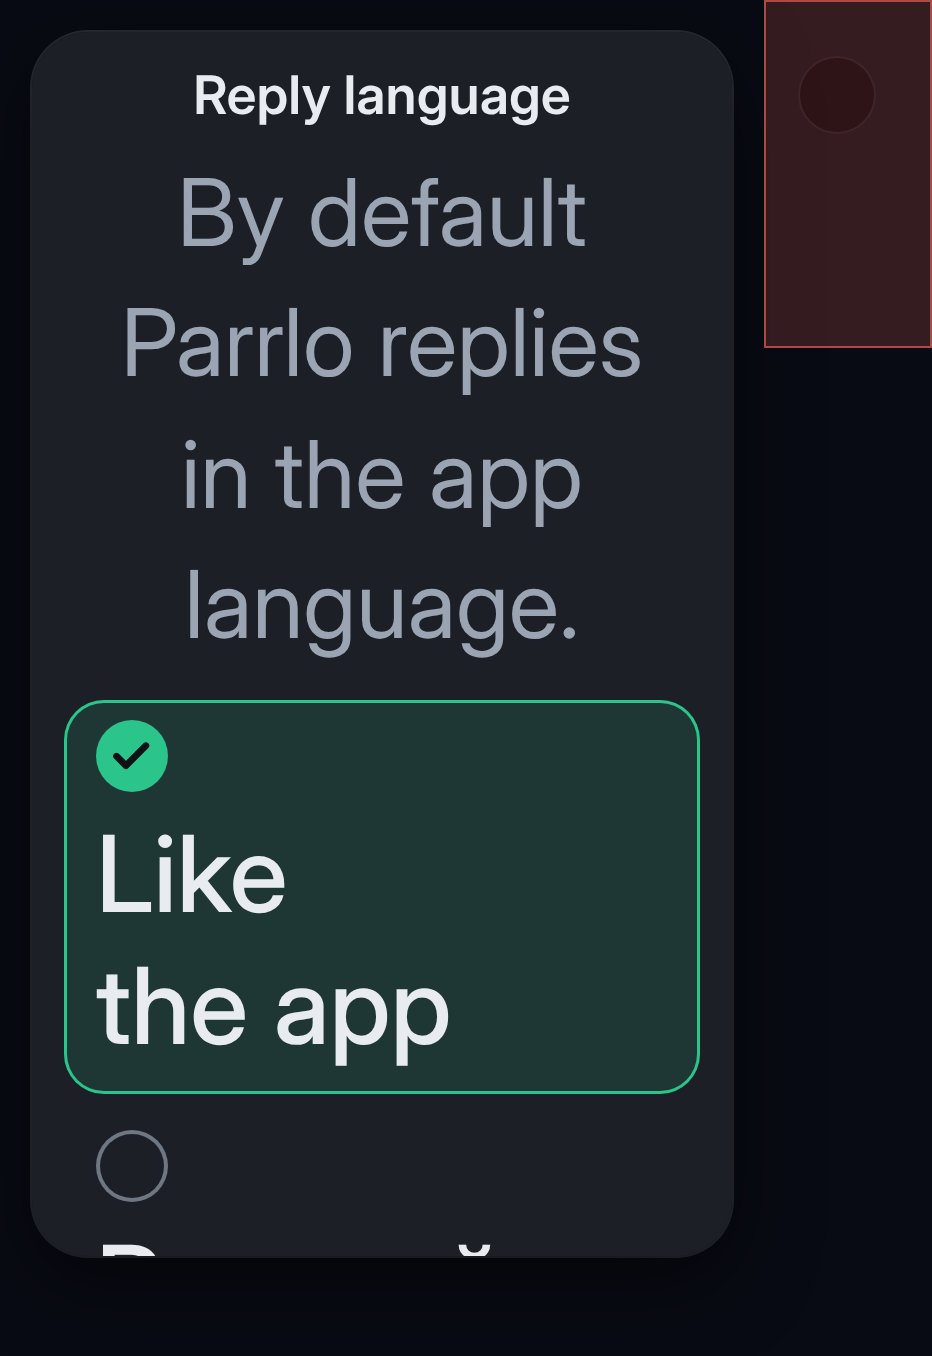 Reply language
By default
Parrlo replies
in the app
language.
Like
the app